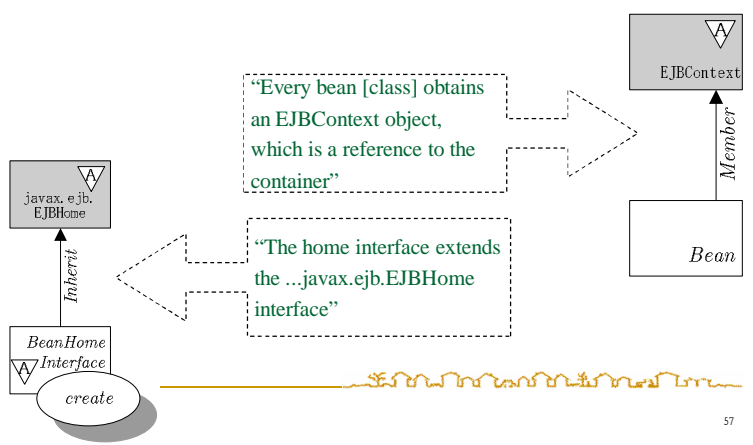 A
EJBContext
“Every bean [class] obtains
an EJBContext object,
which is a reference to the
container”
Member
Bean
A
javax.ejb.
EJBHome
Inherit
“The home interface extends
the ...javax.ejb.EJBHome
interface”
BeanHome
Interface
A
create
57